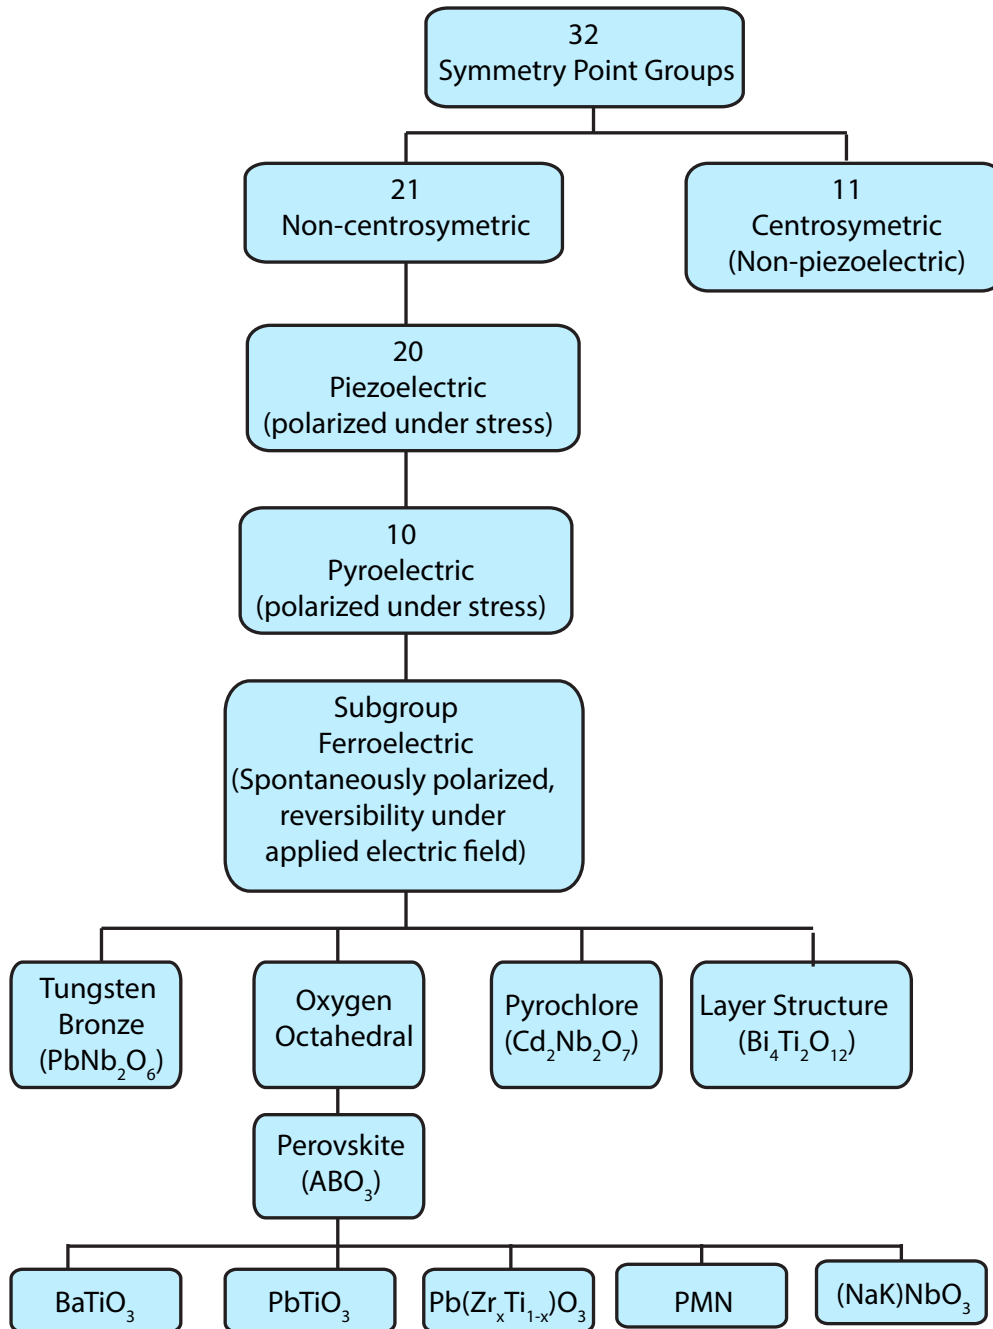 32
Symmetry Point Groups
21
Non-centrosymetric
11
Centrosymetric
(Non-piezoelectric)
20
Piezoelectric
(polarized under stress)
10
Pyroelectric
(polarized under stress)
Subgroup
Ferroelectric
(Spontaneously polarized,
reversibility under
applied electric field)
Tungsten
Bronze
(PbNb₂O₆)
Oxygen
Octahedral
Pyrochlore
(Cd₂Nb₂O₇)
Layer Structure
(Bi₄Ti₂O₁₂)
Perovskite
(ABO₃)
BaTiO₃
PbTiO₃
Pb(ZrₓTi₁₋ₓ)O₃
PMN
(NaK)NbO₃